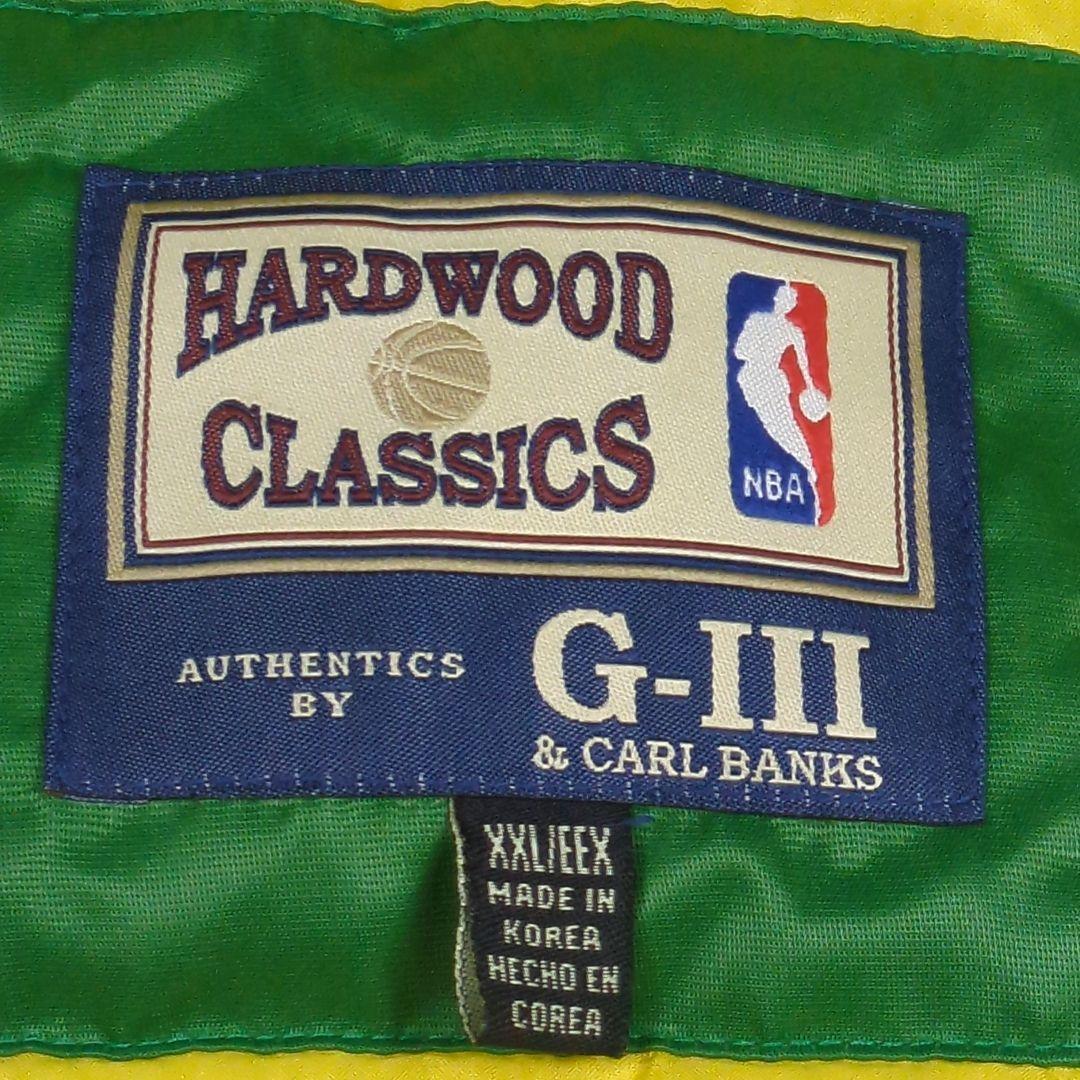 HARDWOOD
CLASSICS
NBA
AUTHENTICS
BY
G-III
& CARL BANKS
XXL/EEX
MADE IN
KOREA
HECHO EN
COREA